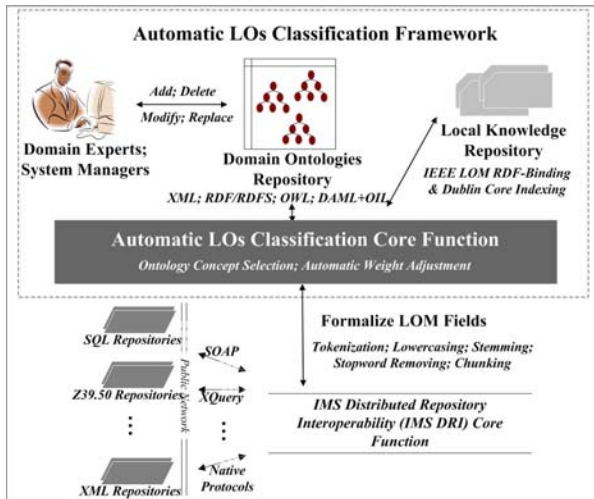 Automatic LOs Classification Framework
Add; Delete
Modify; Replace
Domain Experts;
System Managers
Domain Ontologies
Repository
XML; RDF/RDFS; OWL; DAML+OIL
Local Knowledge
Repository
IEEE LOM RDF-Binding
& Dublin Core Indexing
Automatic LOs Classification Core Function
Ontology Concept Selection; Automatic Weight Adjustment
Formalize LOM Fields
Tokenization; Lowercasing; Stemming;
Stopword Removing; Chunking
SQL Repositories
SOAP
Public Network
Z39.50 Repositories
XQuery
IMS Distributed Repository
Interoperability (IMS DRI) Core
Function
Native
Protocols
XML Repositories